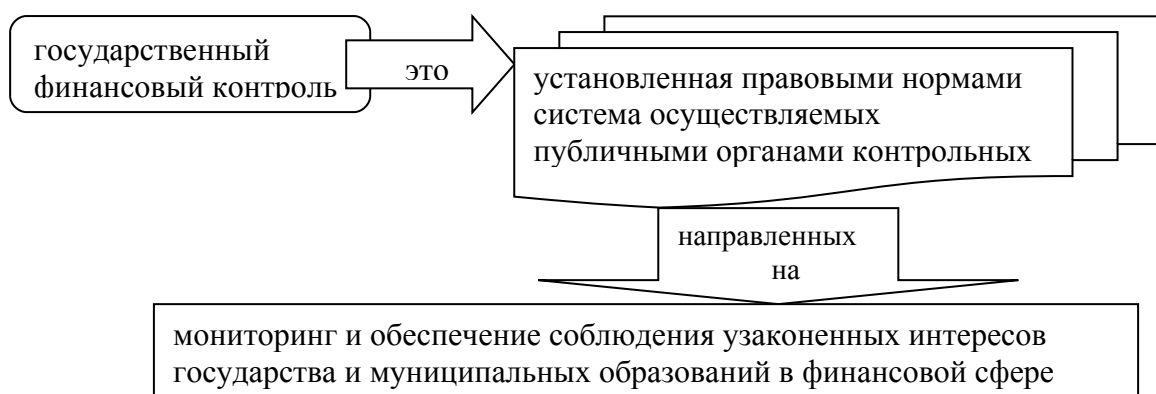 государственный
финансовый контроль
это
установленная правовыми нормами
система осуществляемых
публичными органами контрольных
направленных
на
мониторинг и обеспечение соблюдения узаконенных интересов
государства и муниципальных образований в финансовой сфере